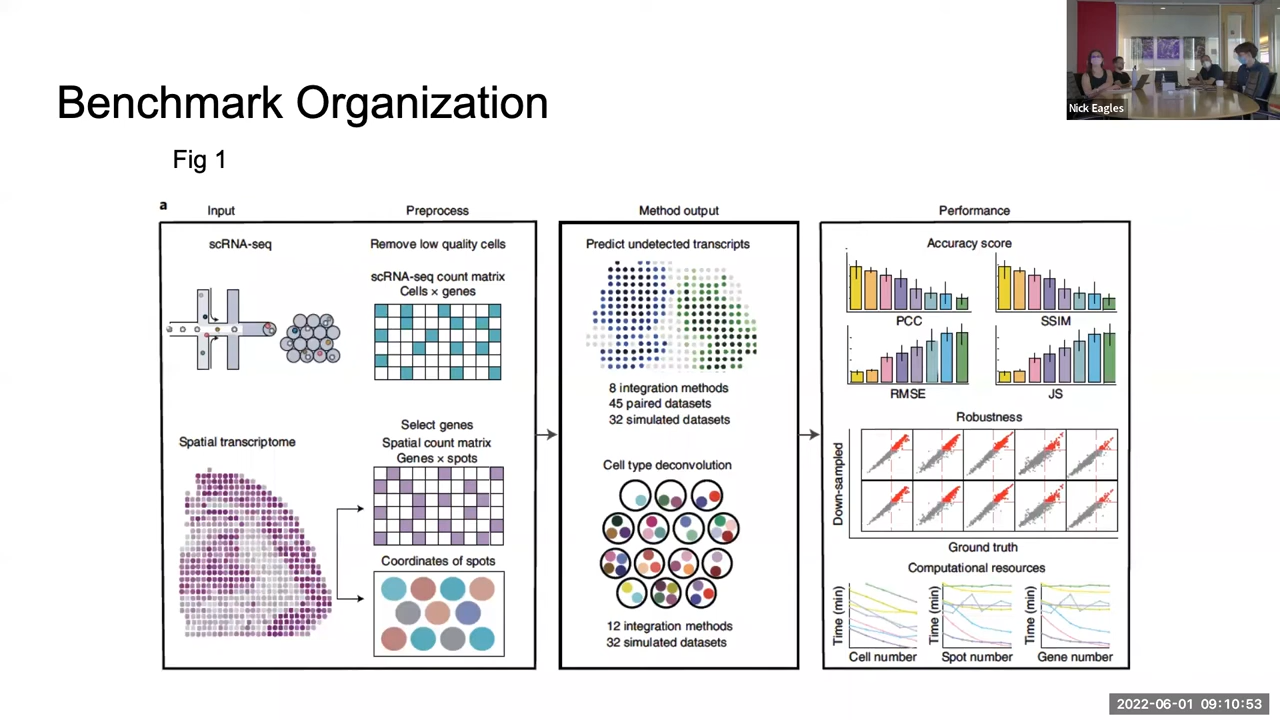 Benchmark Organization
Nick Eagles
Fig 1
a
Input
Preprocess
scRNA-seq
Remove low quality cells
scRNA-seq count matrix
Cells × genes
Spatial transcriptome
Select genes
Spatial count matrix
Genes × spots
Coordinates of spots
Method output
Predict undetected transcripts
8 integration methods
45 paired datasets
32 simulated datasets
Cell type deconvolution
12 integration methods
32 simulated datasets
Performance
Accuracy score
PCC
SSIM
RMSE
JS
Robustness
Down-sampled
Ground truth
Computational resources
Time (min)
Cell number
Time (min)
Spot number
Time (min)
Gene number
2022-06-01 09:10:53